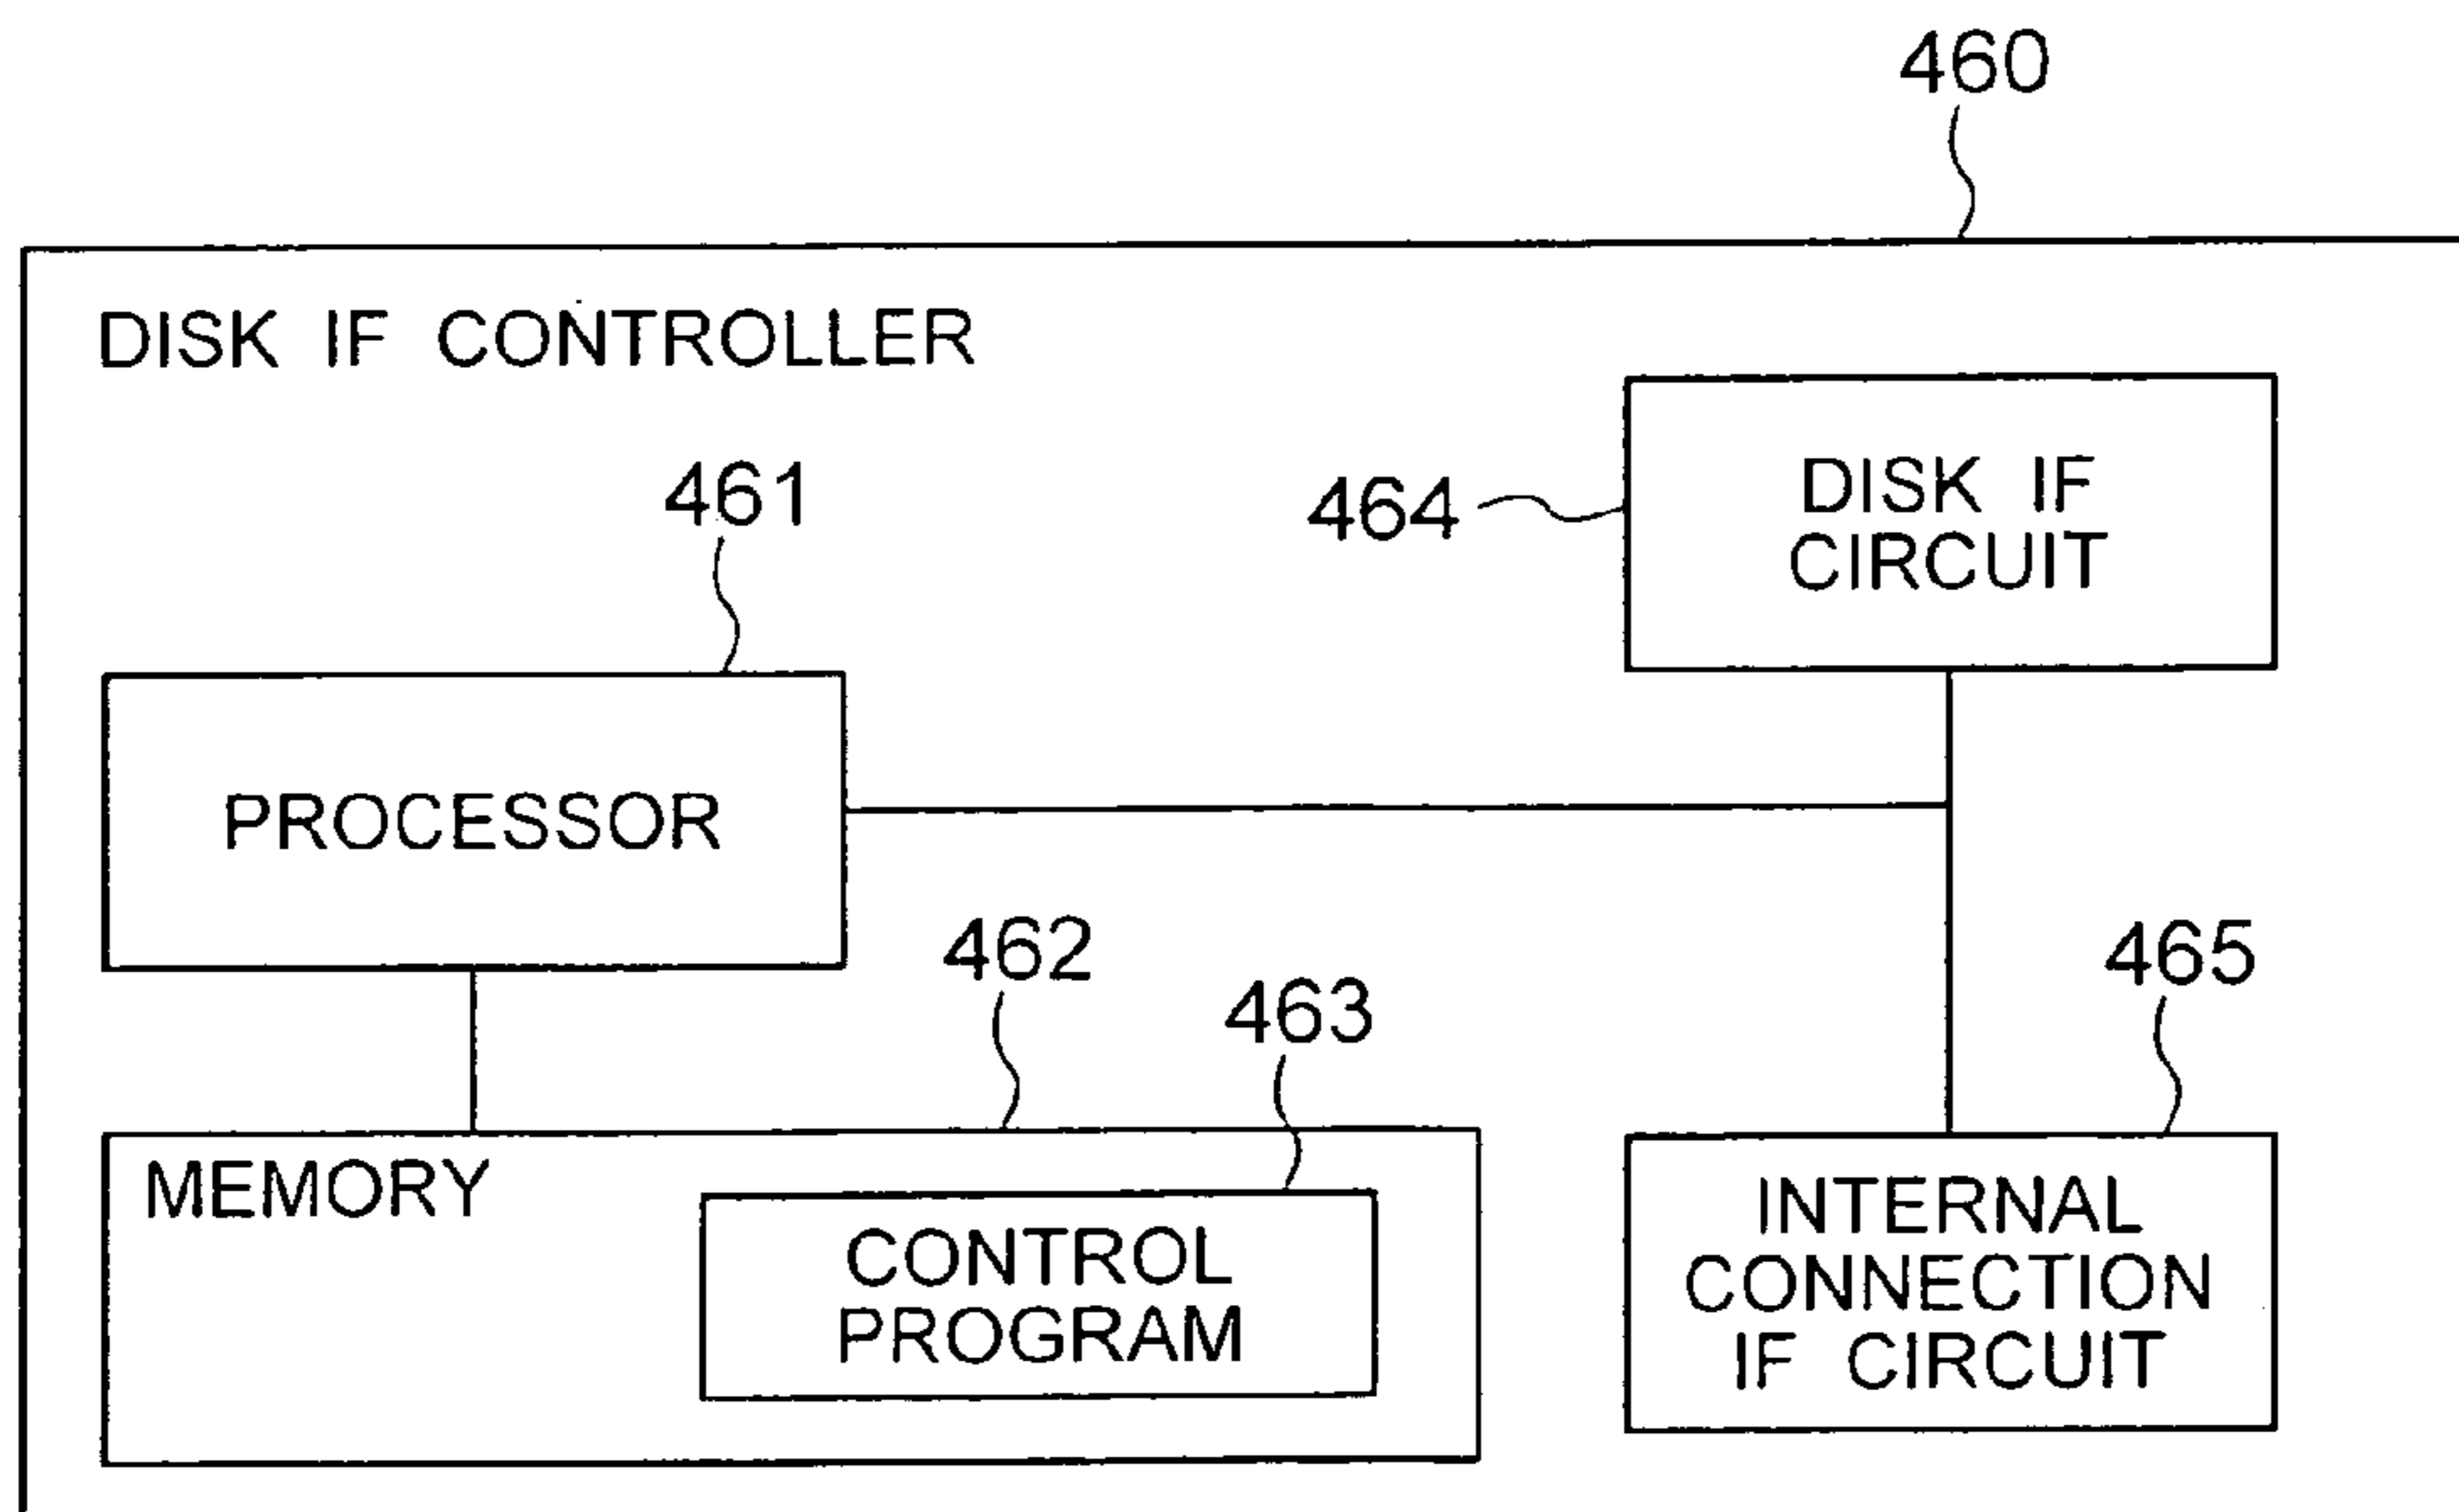 460
DISK IF CONTROLLER
461
464
DISK IF
CIRCUIT
PROCESSOR
462
463
465
MEMORY
CONTROL
PROGRAM
INTERNAL
CONNECTION
IF CIRCUIT